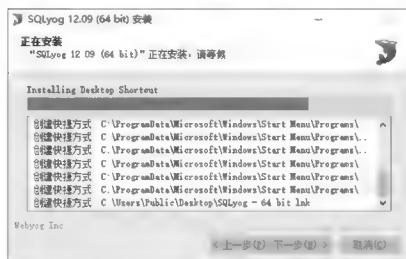 SQLyog 12.09 (64 bit) 安装
正在安装
"SQLyog 12 09 (64 bit)"正在安装，请等候
Installing Desktop Shortcut
创建快捷方式 C \ProgramData\Microsoft\Windows\Start Menu\Programs\
创建快捷方式 C:\ProgramData\Microsoft\Windows\Start Menu\Programs\..
创建快捷方式 C.\ProgramData\Microsoft\Windows\Start Menu\Programs\..
创建快捷方式 C.\ProgramData\Microsoft\Windows\Start Menu\Programs\
创建快捷方式 C:\ProgramData\Microsoft\Windows\Start Menu\Programs\
创建快捷方式 C.\ProgramData\Microsoft\Windows\Start Menu\Programs\
创建快捷方式 C \Users\Public\Desktop\SQLyog - 64 bit lnk
Webyog Inc
< 上一步(P) 下一步(N) > 取消(C)